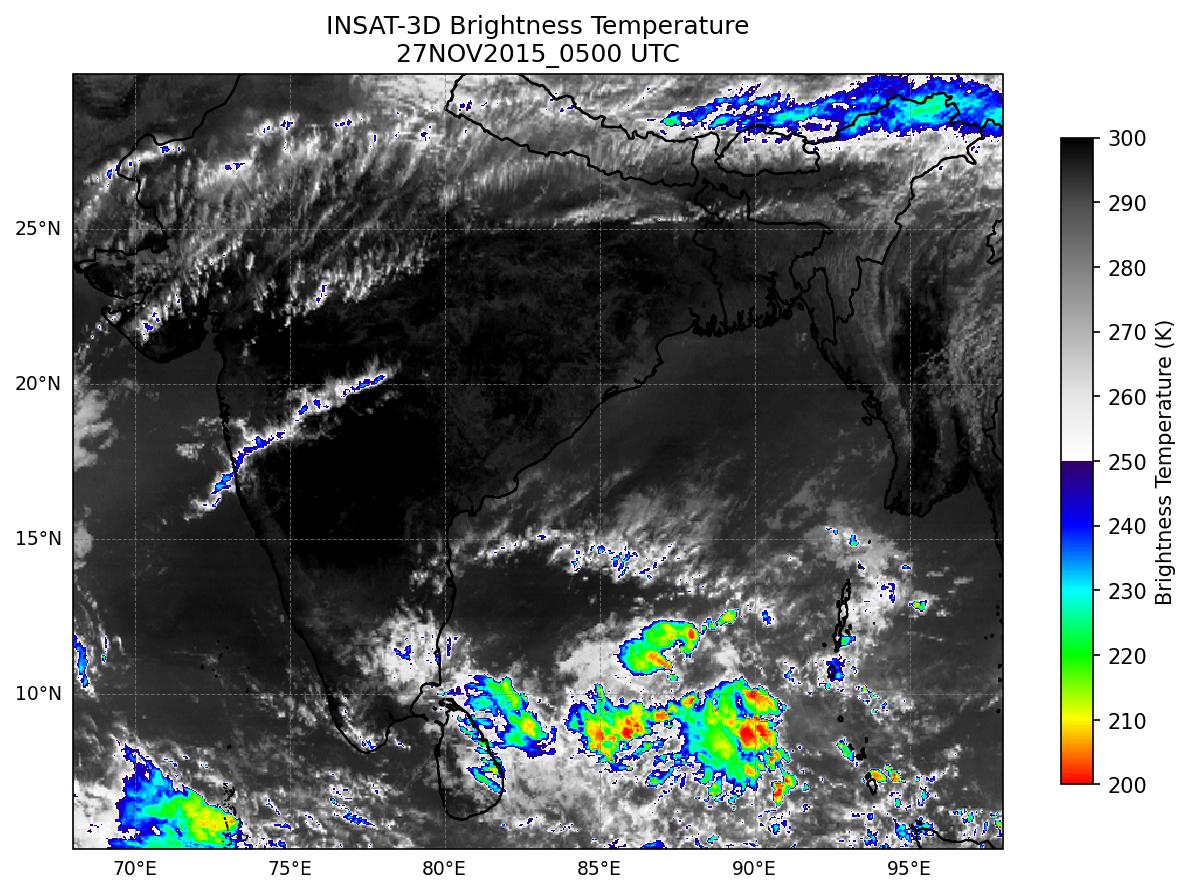 INSAT-3D Brightness Temperature
27NOV2015_0500 UTC
25°N
20°N
15°N
10°N
70°E
75°E
80°E
85°E
90°E
95°E
300
290
280
270
260
250
240
230
220
210
200
Brightness Temperature (K)